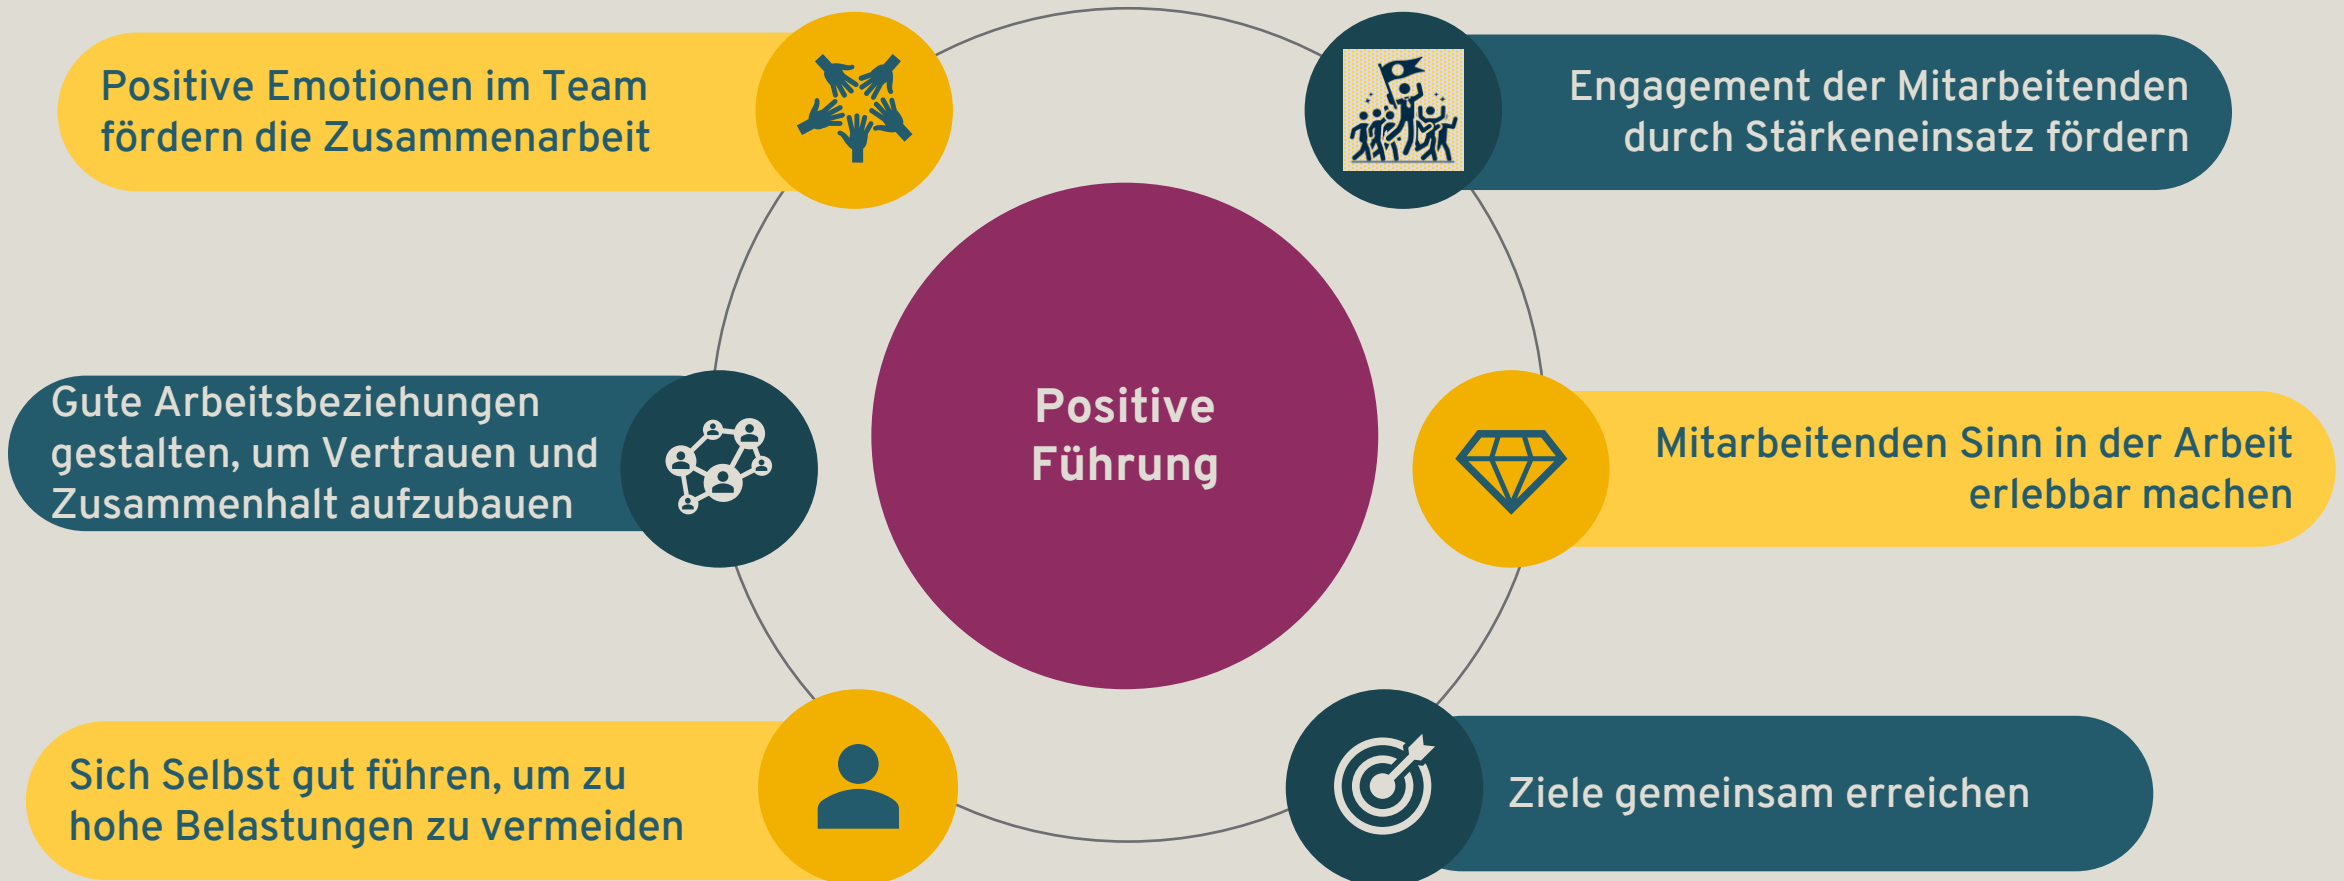 Positive Emotionen im Team
fördern die Zusammenarbeit
Engagement der Mitarbeitenden
durch Stärkeneinsatz fördern
Gute Arbeitsbeziehungen
gestalten, um Vertrauen und
Zusammenhalt aufzubauen
Positive
Führung
Mitarbeitenden Sinn in der Arbeit
erlebbar machen
Sich Selbst gut führen, um zu
hohe Belastungen zu vermeiden
Ziele gemeinsam erreichen